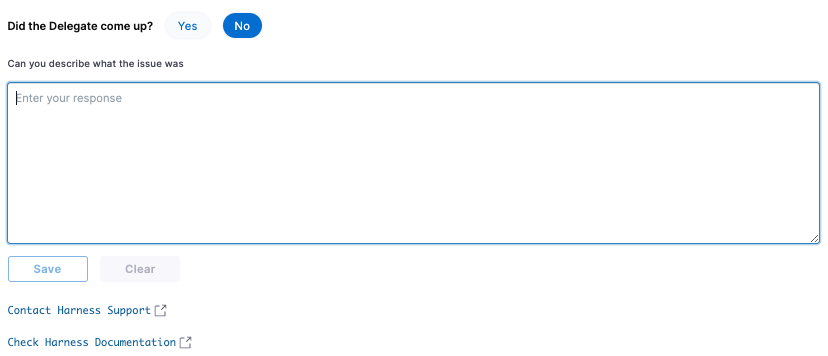 Did the Delegate come up? Yes No
Can you describe what the issue was
Enter your response
Save Clear
Contact Harness Support
Check Harness Documentation